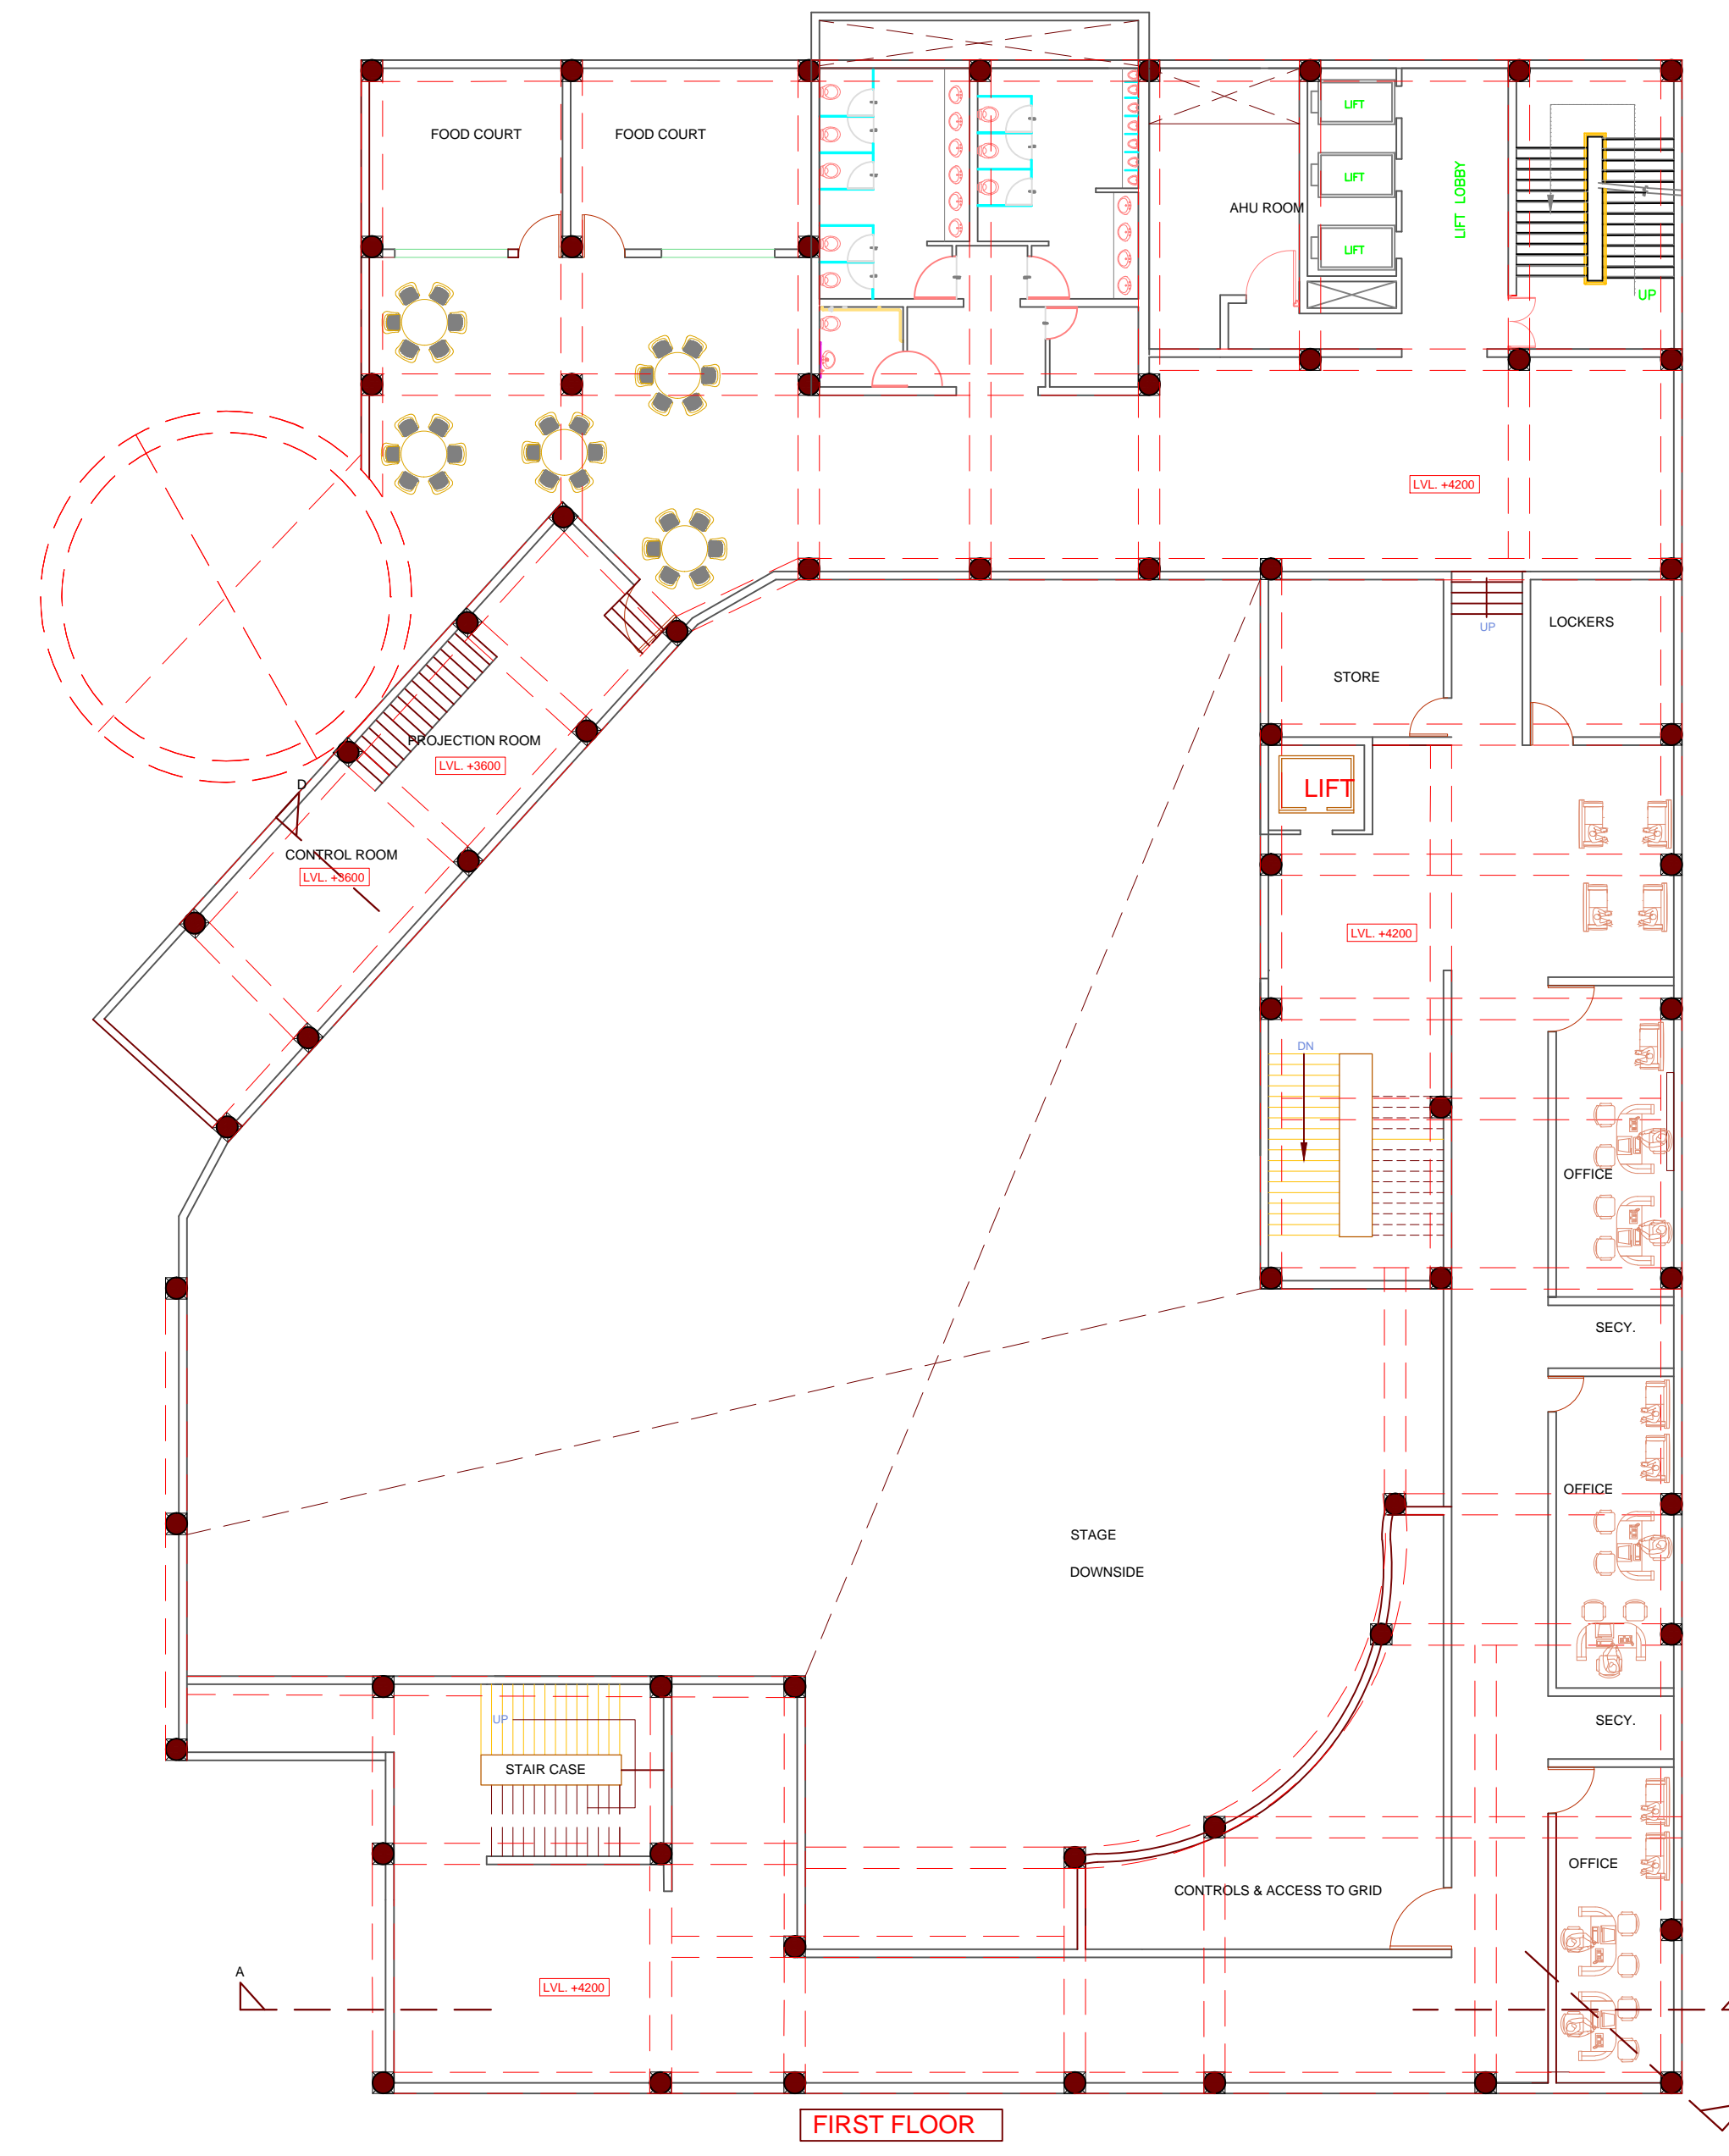 LIFT
FOOD COURT
FOOD COURT
LIFT
LIFT LOBBY
AHU ROOM
LIFT
UP
LVL. +4200
LOCKERS
UP
STORE
PROJECTION ROOM
LVL. +3600
D
LIFT
CONTROL ROOM
LVL. +3600
LVL. +4200
DN
OFFICE
SECY.
OFFICE
STAGE
DOWNSIDE
UP
SECY.
STAIR CASE
OFFICE
CONTROLS & ACCESS TO GRID
A
LVL. +4200
FIRST FLOOR